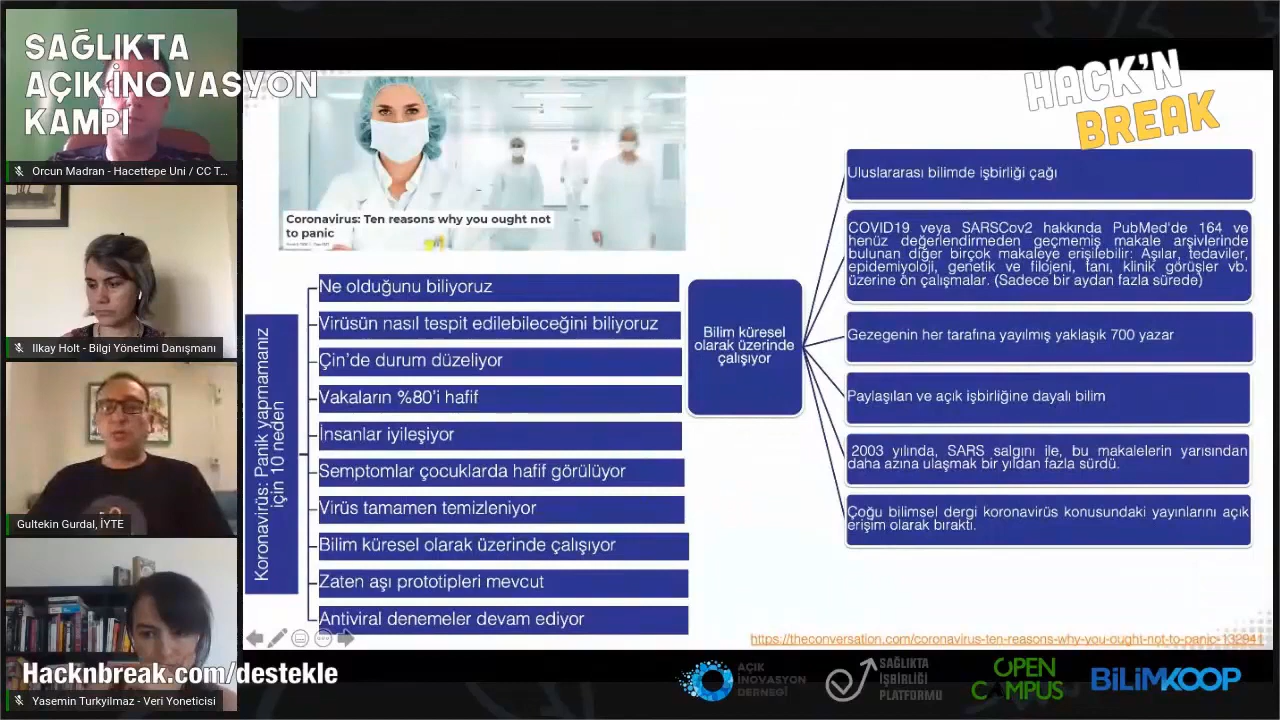 SAĞLIKTA
AÇIK İNOVASYON
KAMPI
Orcun Madran - Hacettepe Uni / CC T...
Ilkay Holt - Bilgi Yönetimi Danışmanı
Gultekin Gurdal, İYTE
Yasemin Turkyilmaz - Veri Yoneticisi
Hacknbreak.com/destekle
HACK'N
BREAK
Coronavirus: Ten reasons why you ought not
to panic
Koronavirüs: Panik yapmamanız
için 10 neden
Ne olduğunu biliyoruz
Virüsün nasıl tespit edilebileceğini biliyoruz
Çin'de durum düzeliyor
Vakaların %80'i hafif
İnsanlar iyileşiyor
Semptomlar çocuklarda hafif görülüyor
Virüs tamamen temizleniyor
Bilim küresel olarak üzerinde çalışıyor
Zaten aşı prototipleri mevcut
Antiviral denemeler devam ediyor
Bilim küresel
olarak üzerinde
çalışıyor
Uluslararası bilimde işbirliği çağı
COVID19 veya SARSCov2 hakkında PubMed'de 164 ve
henüz değerlendirmeden geçmemiş makale arşivlerinde
bulunan diğer birçok makaleye erişilebilir: Aşılar, tedaviler,
epidemiyoloji, genetik ve filojeni, tanı, klinik görüşler vb.
üzerine ön çalışmalar. (Sadece bir aydan fazla sürede)
Gezegenin her tarafına yayılmış yaklaşık 700 yazar
Paylaşılan ve açık işbirliğine dayalı bilim
2003 yılında, SARS salgını ile, bu makalelerin yarısından
daha azına ulaşmak bir yıldan fazla sürdü.
Çoğu bilimsel dergi koronavirüs konusundaki yayınlarını açık
erişim olarak bıraktı.
https://theconversation.com/coronavirus-ten-reasons-why-you-ought-not-to-panic-132941
AÇIK
İNOVASYON
DERNEĞİ
SAĞLIKTA
İŞBİRLİĞİ
PLATFORMU
OPEN
CAMPUS
BİLİMKOOP